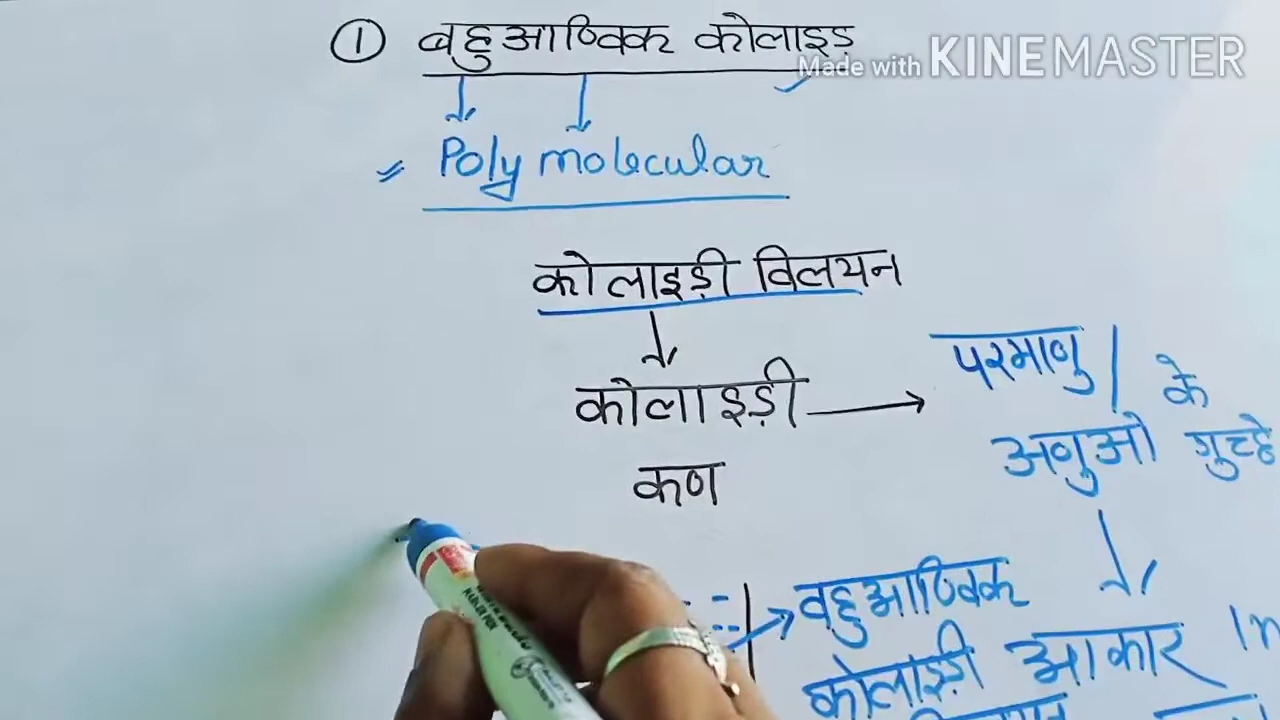 ① बहुआण्विक कोलाइड़
Made with KINEMASTER
Poly molecular
कोलाइड़ी विलयन
कोलाइड़ी
कण
परमाणु/
अणुओ के गुच्छे
बहुआण्विक
कोलाइड़ी आकार